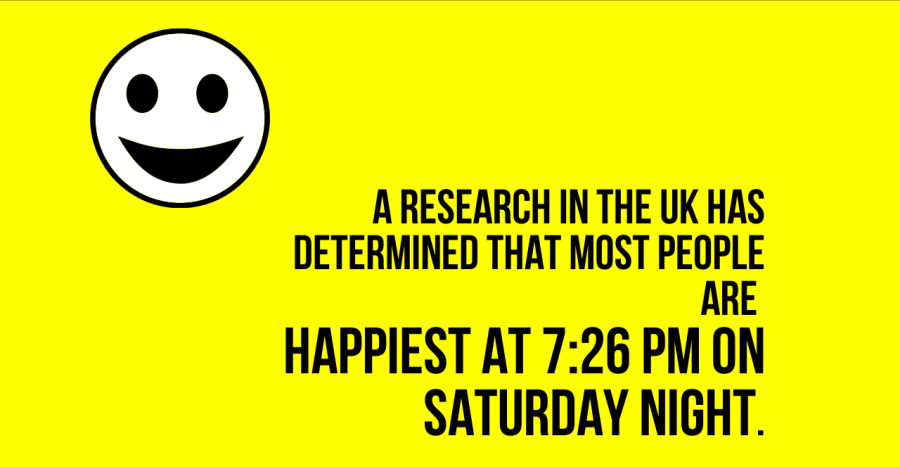 A RESEARCH IN THE UK HAS
DETERMINED THAT MOST PEOPLE
ARE
HAPPIEST AT 7:26 PM ON
SATURDAY NIGHT.